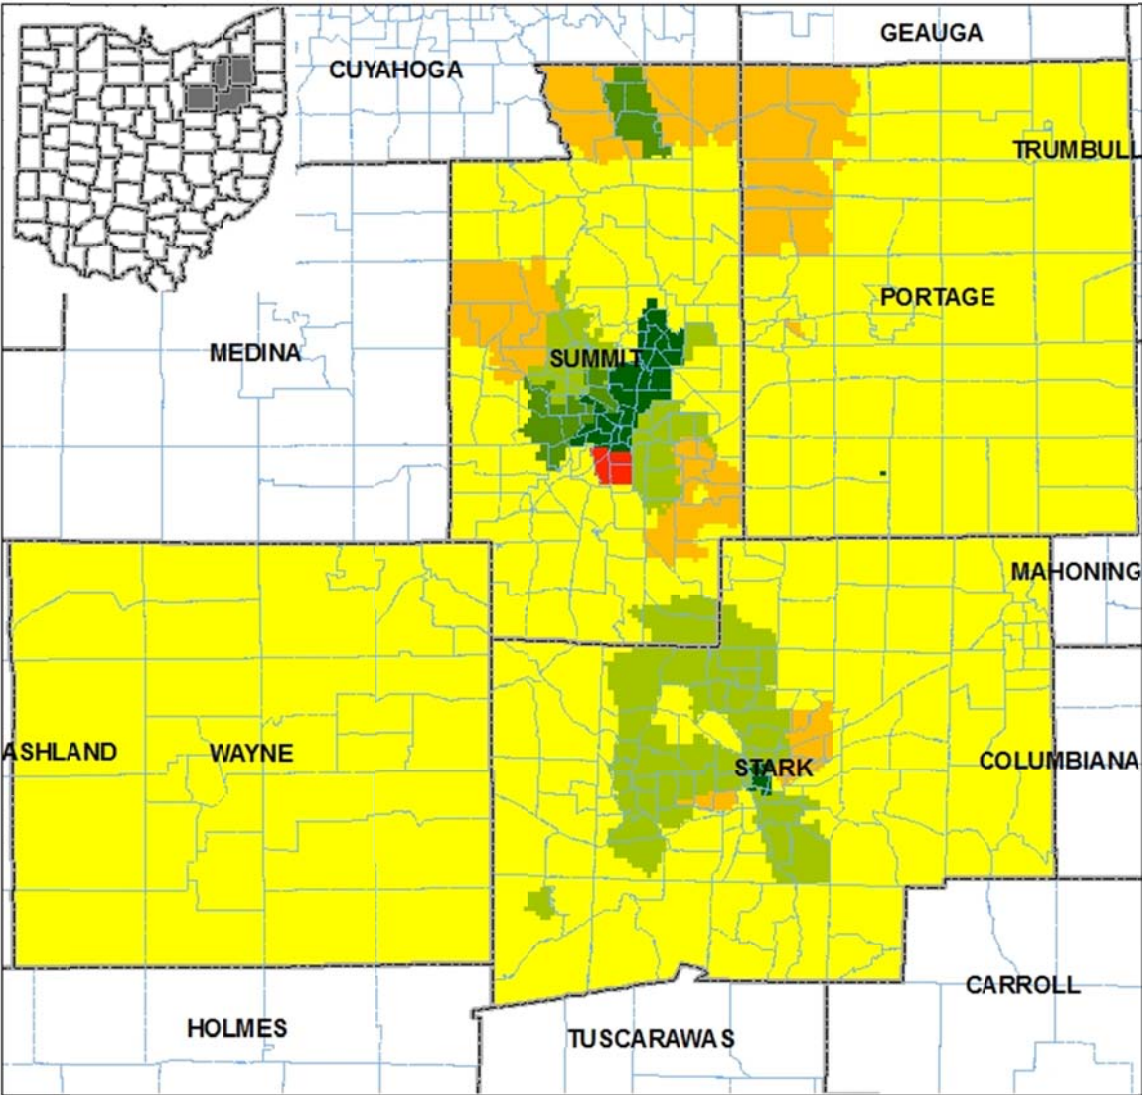 GEAUGA
CUYAHOGA
TRUMBULL
PORTAGE
MEDINA
SUMMIT
MAHONING
ASHLAND
WAYNE
STARK
COLUMBIANA
CARROLL
HOLMES
TUSCARAWAS